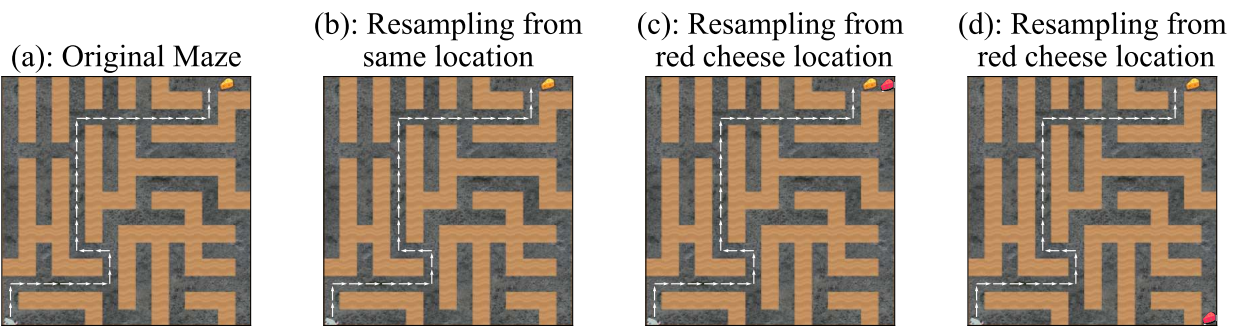 (a): Original Maze
(b): Resampling from
same location
(c): Resampling from
red cheese location
(d): Resampling from
red cheese location